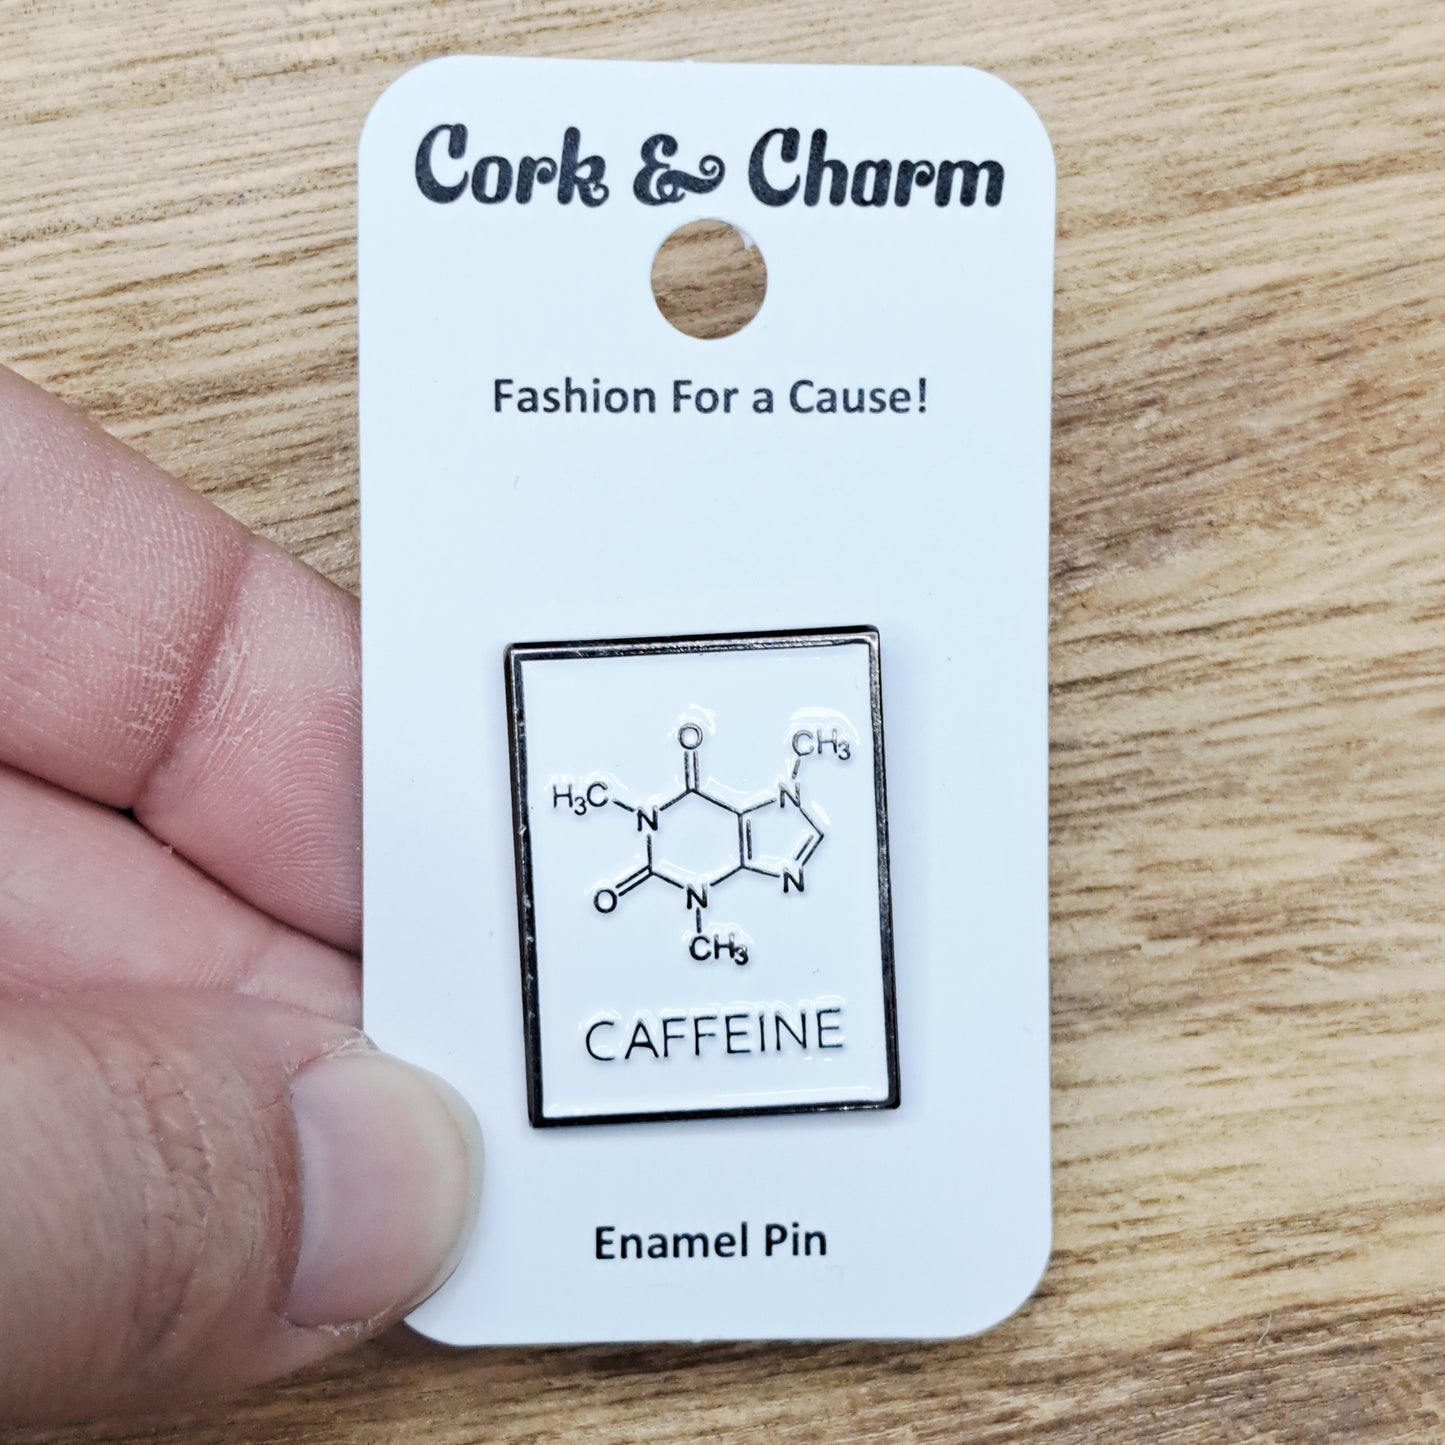 Cork & Charm
Fashion For a Cause!
O
CH3
H3C
N
N
O
N
N
CH3
CAFFEINE
Enamel Pin